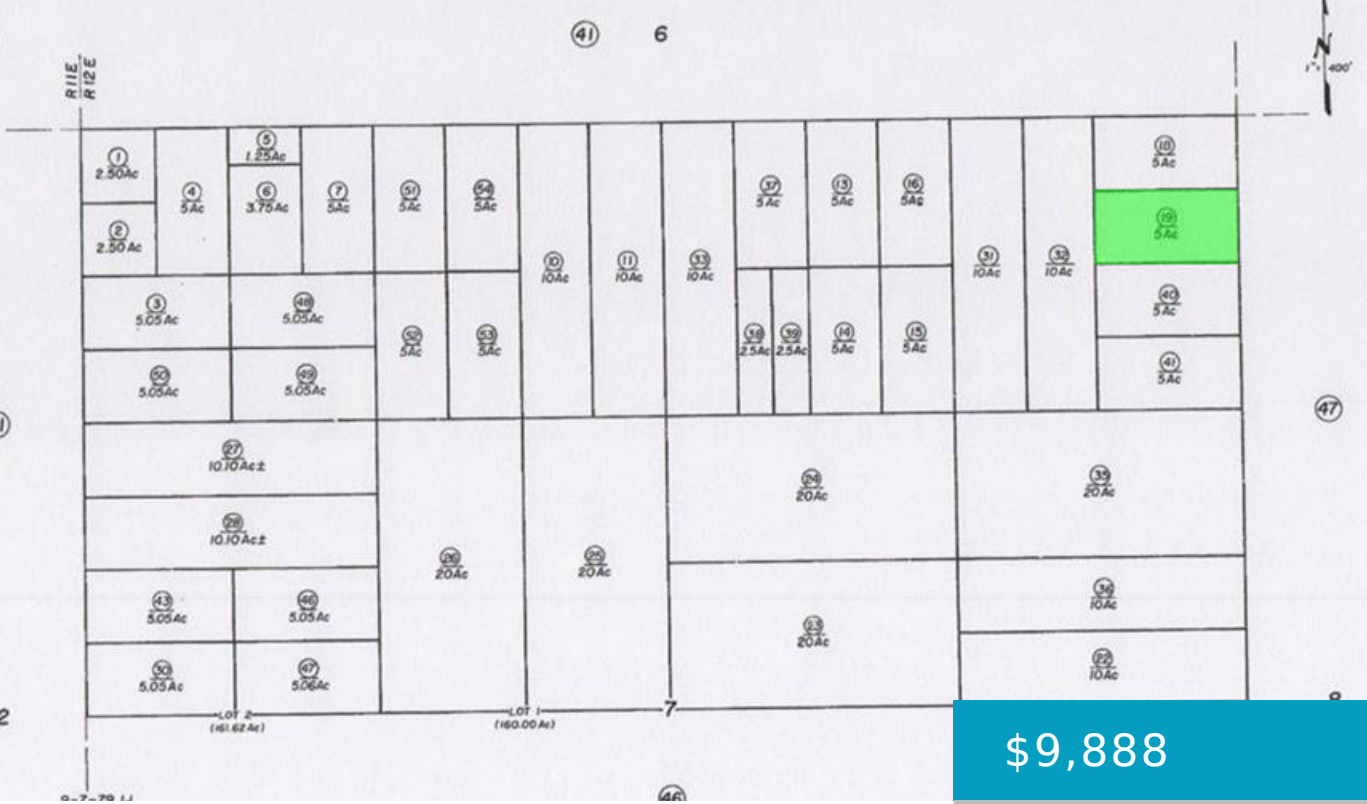 41 6
R11E
R12E
N
1"= 400'
1
2.50Ac
2
2.50 Ac
4
5Ac
5
1.25Ac
6
3.75Ac
7
5Ac
51
5Ac
54
5Ac
10
10Ac
11
10Ac
33
10Ac
37
5Ac
13
5Ac
16
5Ac
31
10Ac
32
10Ac
18
5Ac
19
5Ac
40
5Ac
41
5Ac
3
5.05Ac
48
5.05Ac
50
5.05Ac
49
5.05Ac
52
5Ac
53
5Ac
38
2.5Ac
39
2.5Ac
14
5Ac
15
5Ac
47
27
10.10Ac±
28
10.10Ac±
43
5.05Ac
46
5.05Ac
30
5.05Ac
47
5.06Ac
26
20Ac
25
20Ac
24
20Ac
23
20Ac
35
20Ac
36
10Ac
22
10Ac
2
LOT 2
(161.62Ac)
LOT 1
(160.00Ac)
7
8
46
$9,888